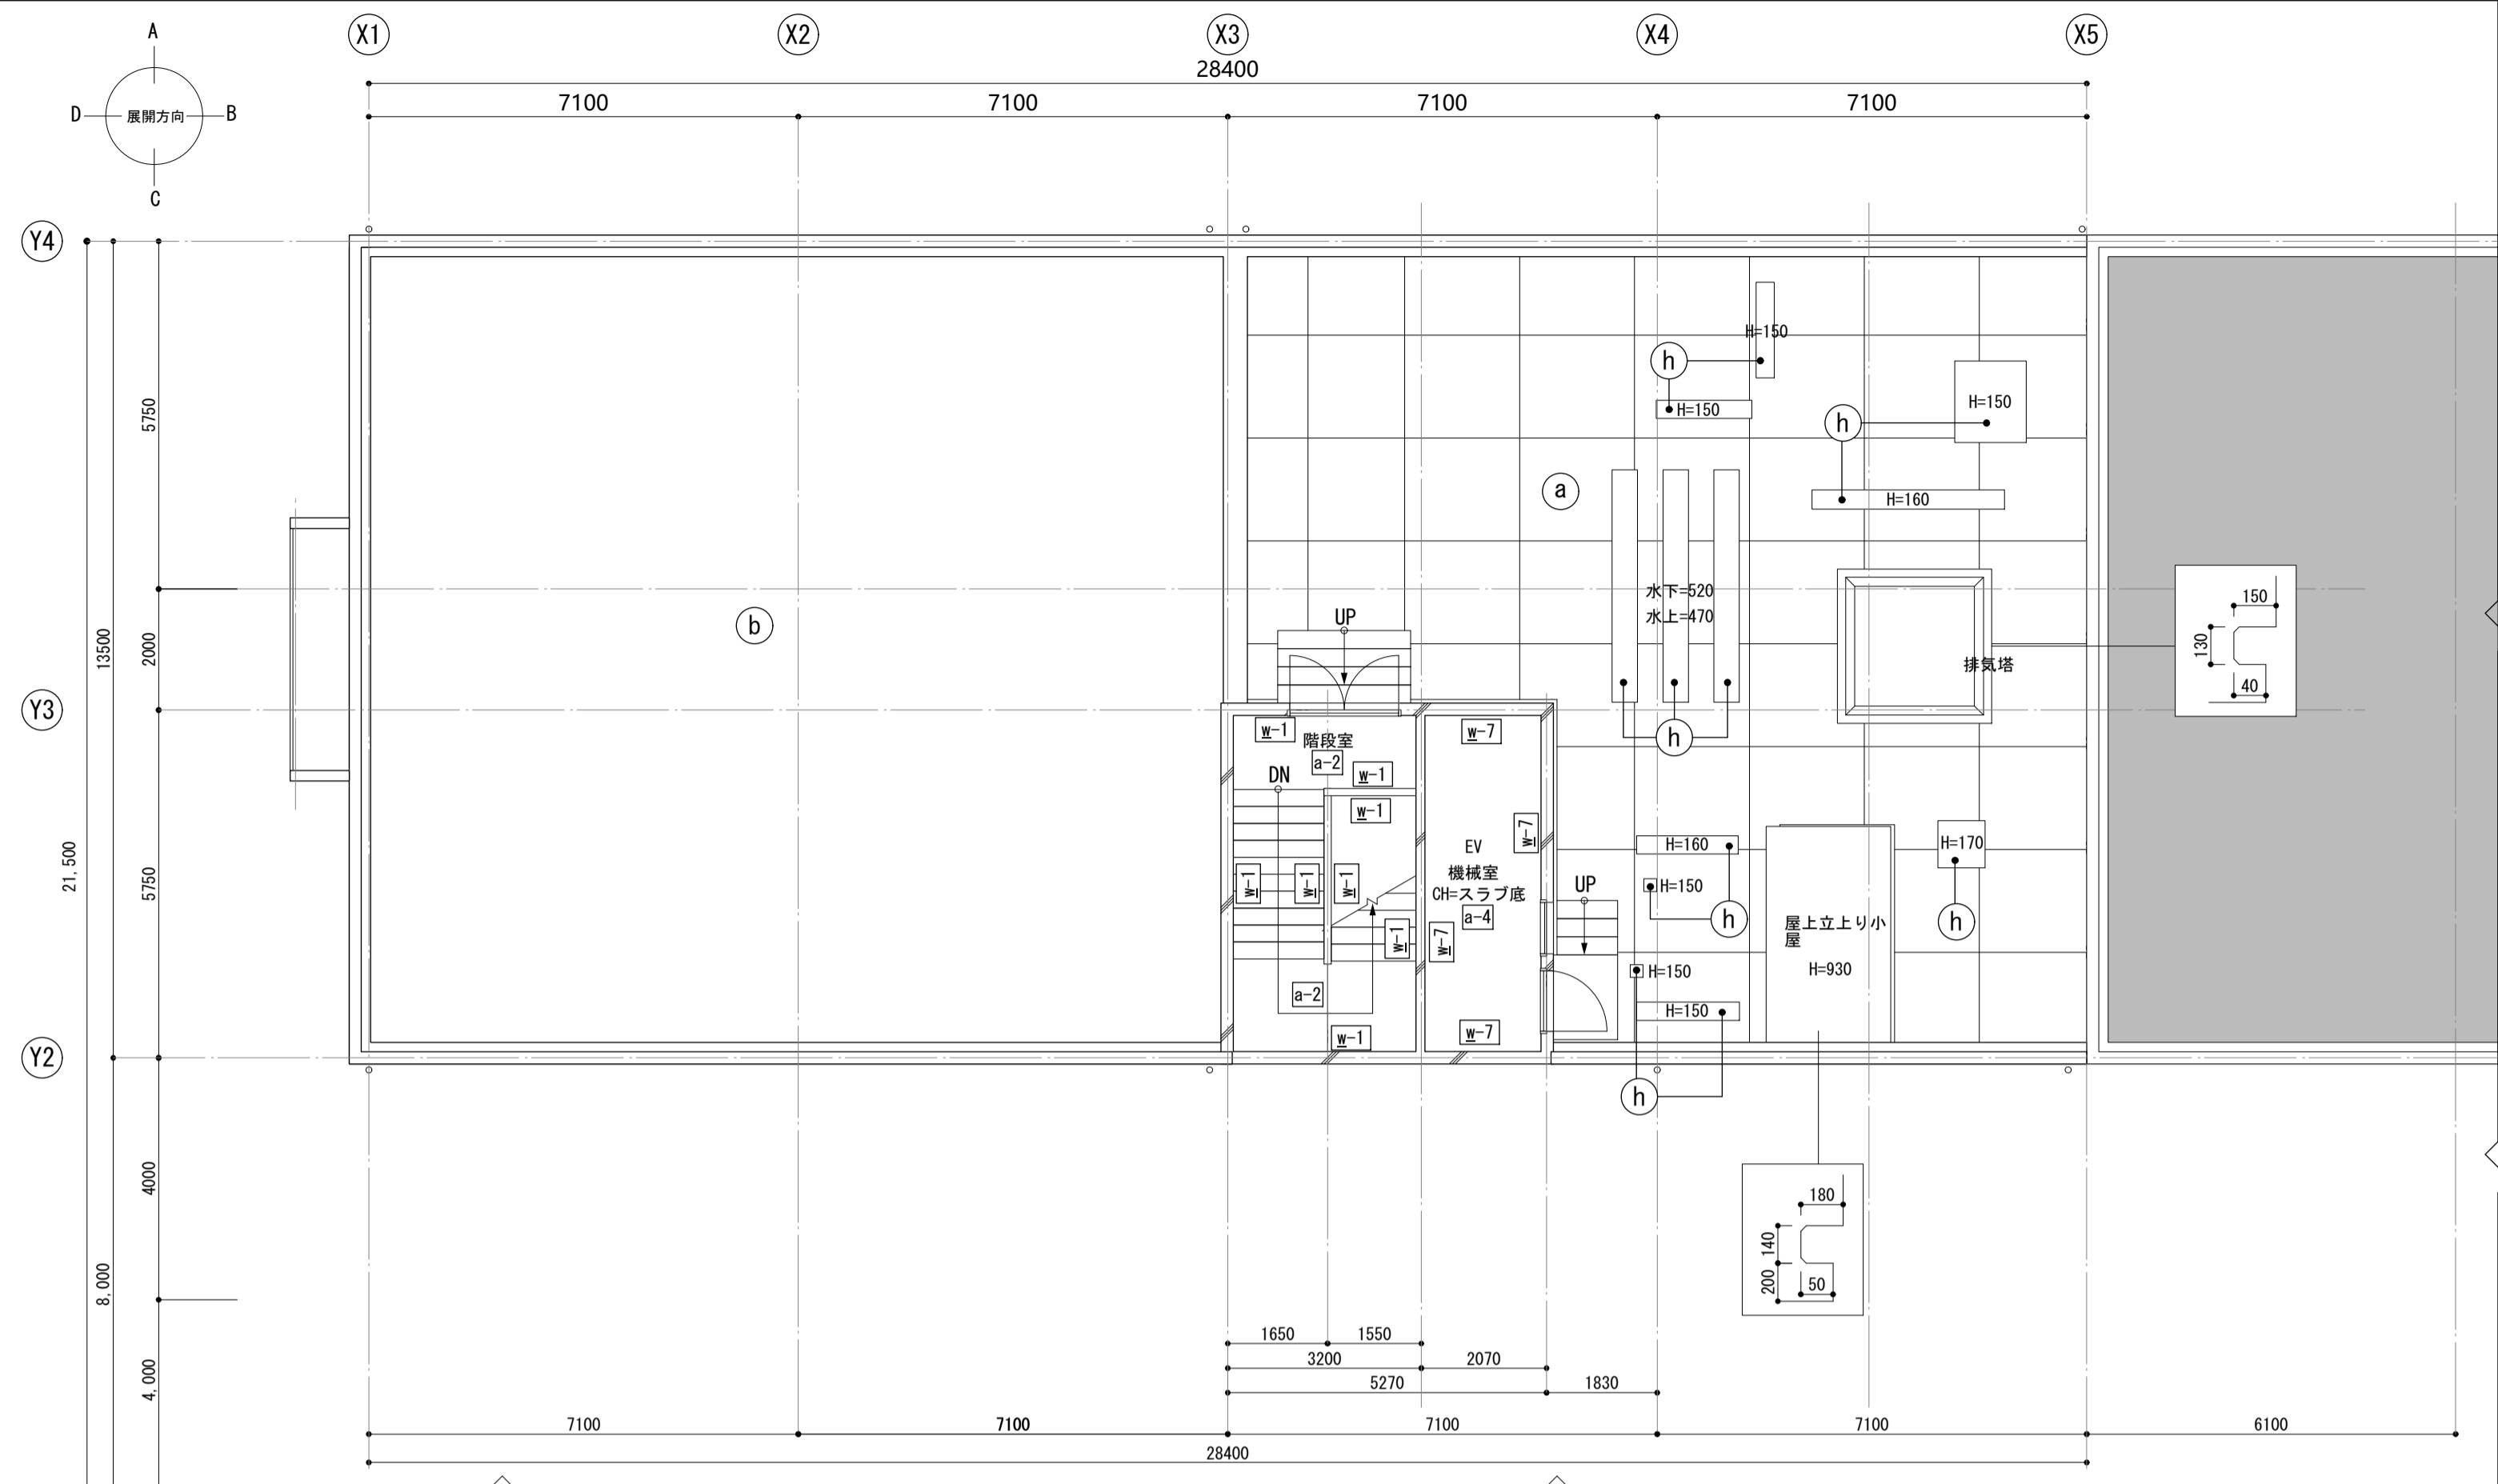 X1
X2
X3
X4
X5
A
D
展開方向
B
C
28400
7100
7100
7100
7100
Y4
Y3
Y2
5750
2000
5750
4000
4,000
13500
8,000
21,500
b
a
H=150
h
H=150
h
H=150
H=160
水下=520
水上=470
UP
排気塔
150
130
40
h
w-1
階段室
a-2
w-7
DN
w-1
w-1
w-7
EV
機械室
CH=スラブ底
a-4
w-1
w-1
w-1
w-1
w-7
UP
H=160
H=150
h
H=170
h
屋上立上り小
屋
H=930
a-2
H=150
H=150
w-1
w-7
h
180
140
200
50
1650
1550
3200
2070
5270
1830
7100
7100
7100
7100
6100
28400